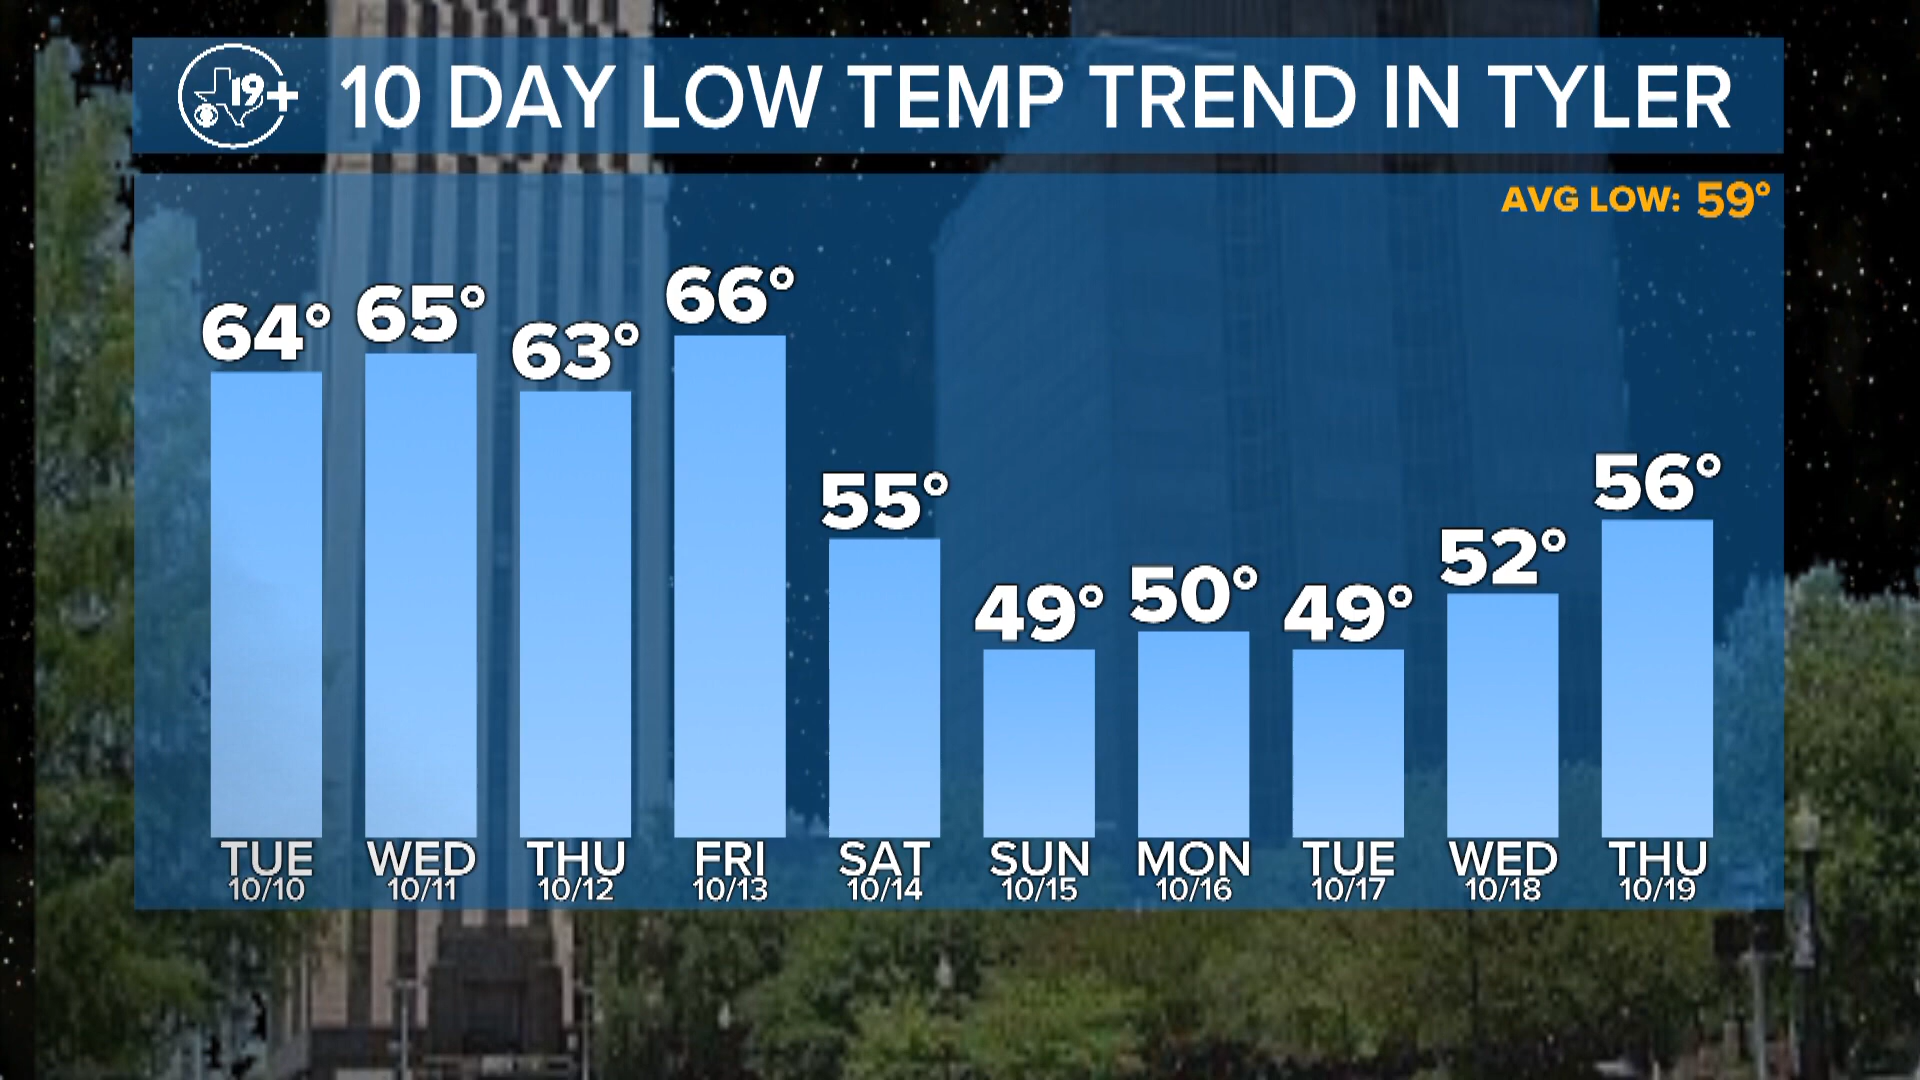 19+ 10 DAY LOW TEMP TREND IN TYLER
AVG LOW: 59°
64° 65° 63° 66° 55° 49° 50° 49° 52° 56°
TUE WED THU FRI SAT SUN MON TUE WED THU
10/10 10/11 10/12 10/13 10/14 10/15 10/16 10/17 10/18 10/19